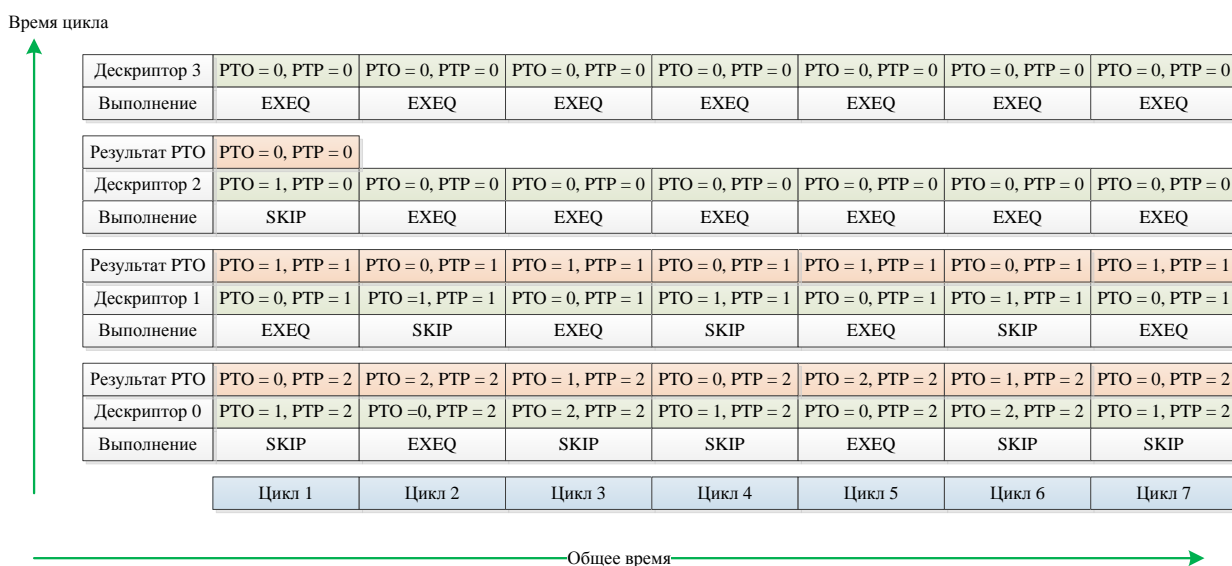 Время цикла
Дескриптор 3 PTO = 0, PTP = 0 PTO = 0, PTP = 0 PTO = 0, PTP = 0 PTO = 0, PTP = 0 PTO = 0, PTP = 0 PTO = 0, PTP = 0 PTO = 0, PTP = 0
Выполнение EXEQ EXEQ EXEQ EXEQ EXEQ EXEQ EXEQ
Результат PTO PTO = 0, PTP = 0
Дескриптор 2 PTO = 1, PTP = 0 PTO = 0, PTP = 0 PTO = 0, PTP = 0 PTO = 0, PTP = 0 PTO = 0, PTP = 0 PTO = 0, PTP = 0 PTO = 0, PTP = 0
Выполнение SKIP EXEQ EXEQ EXEQ EXEQ EXEQ EXEQ
Результат PTO PTO = 1, PTP = 1 PTO = 0, PTP = 1 PTO = 1, PTP = 1 PTO = 0, PTP = 1 PTO = 1, PTP = 1 PTO = 0, PTP = 1 PTO = 1, PTP = 1
Дескриптор 1 PTO = 0, PTP = 1 PTO =1, PTP = 1 PTO = 0, PTP = 1 PTO = 1, PTP = 1 PTO = 0, PTP = 1 PTO = 1, PTP = 1 PTO = 0, PTP = 1
Выполнение EXEQ SKIP EXEQ SKIP EXEQ SKIP EXEQ
Результат PTO PTO = 0, PTP = 2 PTO = 2, PTP = 2 PTO = 1, PTP = 2 PTO = 0, PTP = 2 PTO = 2, PTP = 2 PTO = 1, PTP = 2 PTO = 0, PTP = 2
Дескриптор 0 PTO = 1, PTP = 2 PTO =0, PTP = 2 PTO = 2, PTP = 2 PTO = 1, PTP = 2 PTO = 0, PTP = 2 PTO = 2, PTP = 2 PTO = 1, PTP = 2
Выполнение SKIP EXEQ SKIP SKIP EXEQ SKIP SKIP
Цикл 1 Цикл 2 Цикл 3 Цикл 4 Цикл 5 Цикл 6 Цикл 7
Общее время